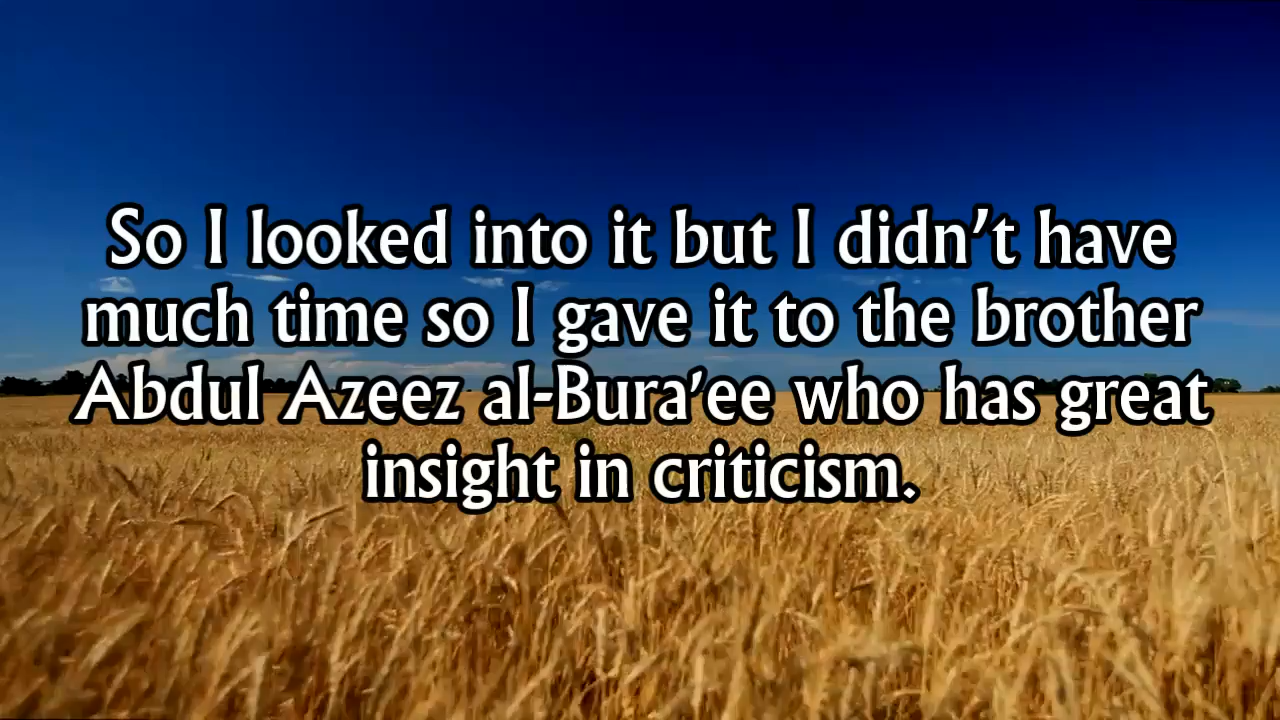 So I looked into it but I didn’t have
much time so I gave it to the brother
Abdul Azeez al-Bura’ee who has great
insight in criticism.